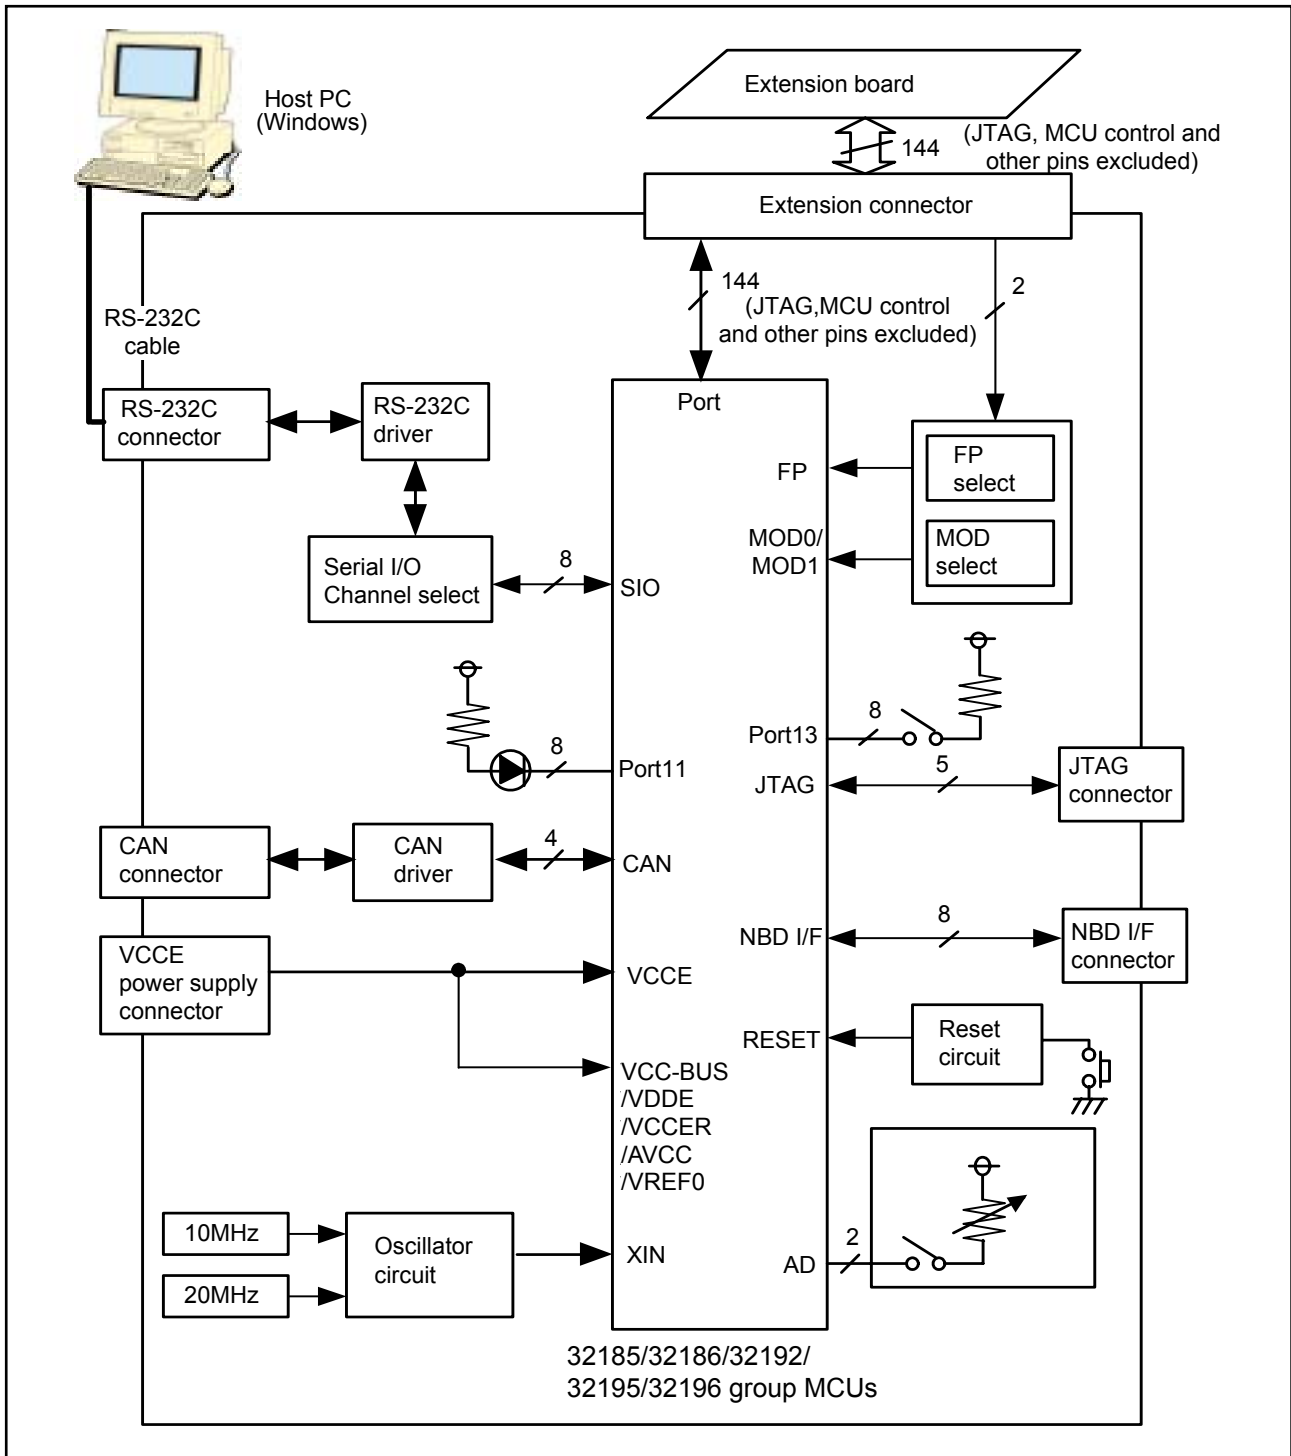 Host PC
(Windows)
Extension board
144
(JTAG, MCU control and
other pins excluded)
Extension connector
144
(JTAG,MCU control
and other pins excluded)
2
RS-232C
cable
RS-232C
connector
RS-232C
driver
Port
FP
FP
select
MOD0/
MOD1
MOD
select
Serial I/O
Channel select
8
SIO
8
Port11
Port13
8
JTAG
5
JTAG
connector
CAN
connector
CAN
driver
4
CAN
NBD I/F
8
NBD I/F
connector
VCCE
power supply
connector
VCCE
RESET
Reset
circuit
VCC-BUS
/VDDE
/VCCER
/AVCC
/VREF0
10MHz
20MHz
Oscillator
circuit
XIN
AD
2
32185/32186/32192/
32195/32196 group MCUs